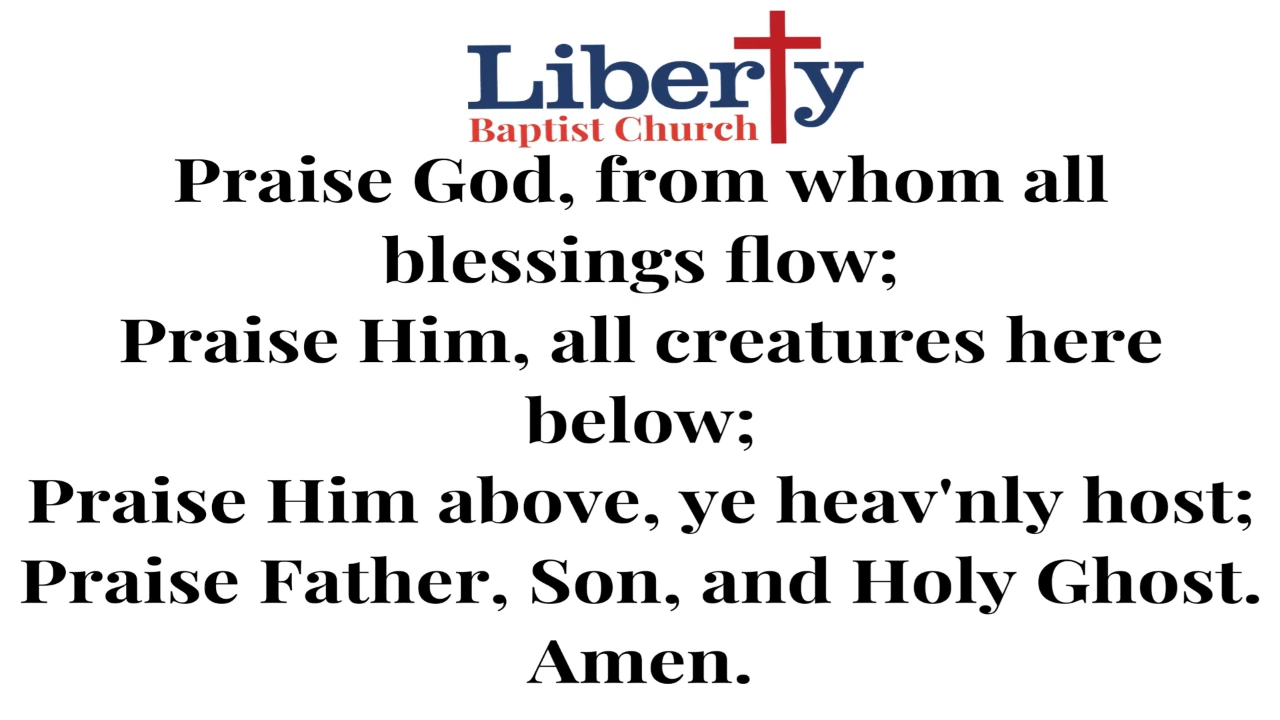 Liberty
Baptist Church
Praise God, from whom all
blessings flow;
Praise Him, all creatures here
below;
Praise Him above, ye heav'nly host;
Praise Father, Son, and Holy Ghost.
Amen.